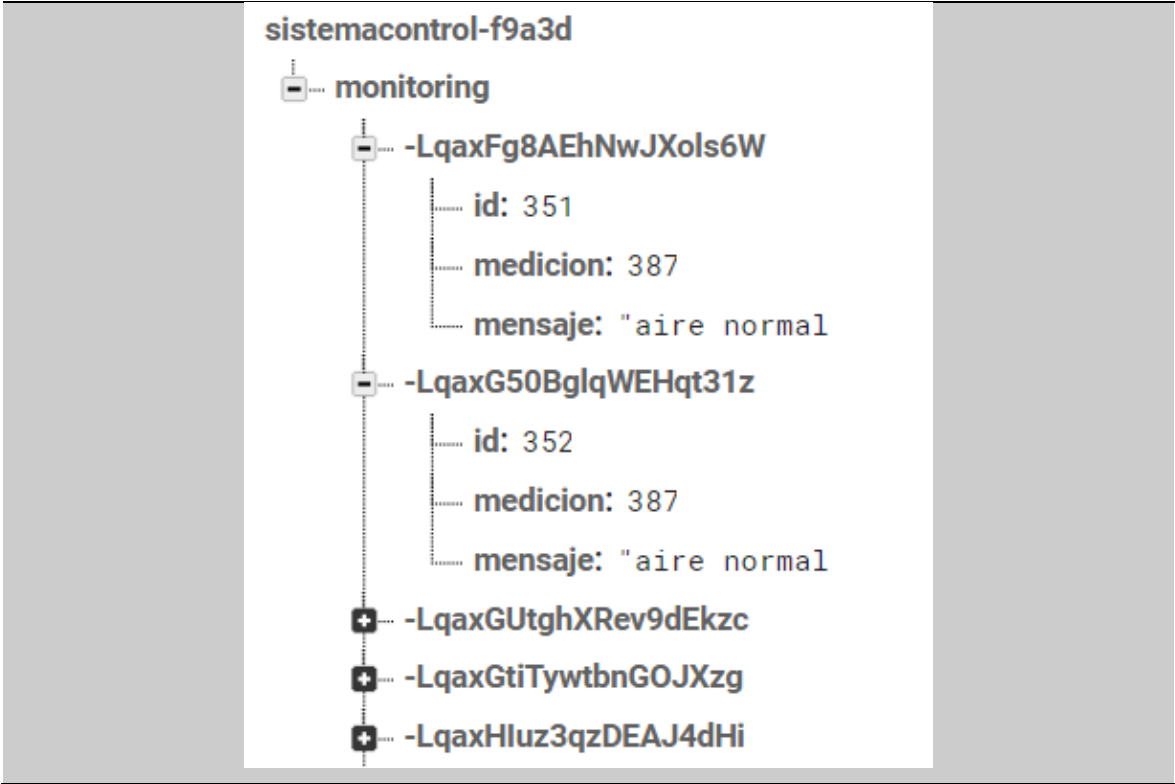 sistemacontrol-f9a3d
monitoring
-LqaxFg8AEhNwJXols6W
id: 351
medicion: 387
mensaje: "aire normal
-LqaxG50BglqWEHqt31z
id: 352
medicion: 387
mensaje: "aire normal
-LqaxGUtghXRev9dEkzc
-LqaxGtiTywtbnGOJXzg
-LqaxHIuz3qzDEAJ4dHi